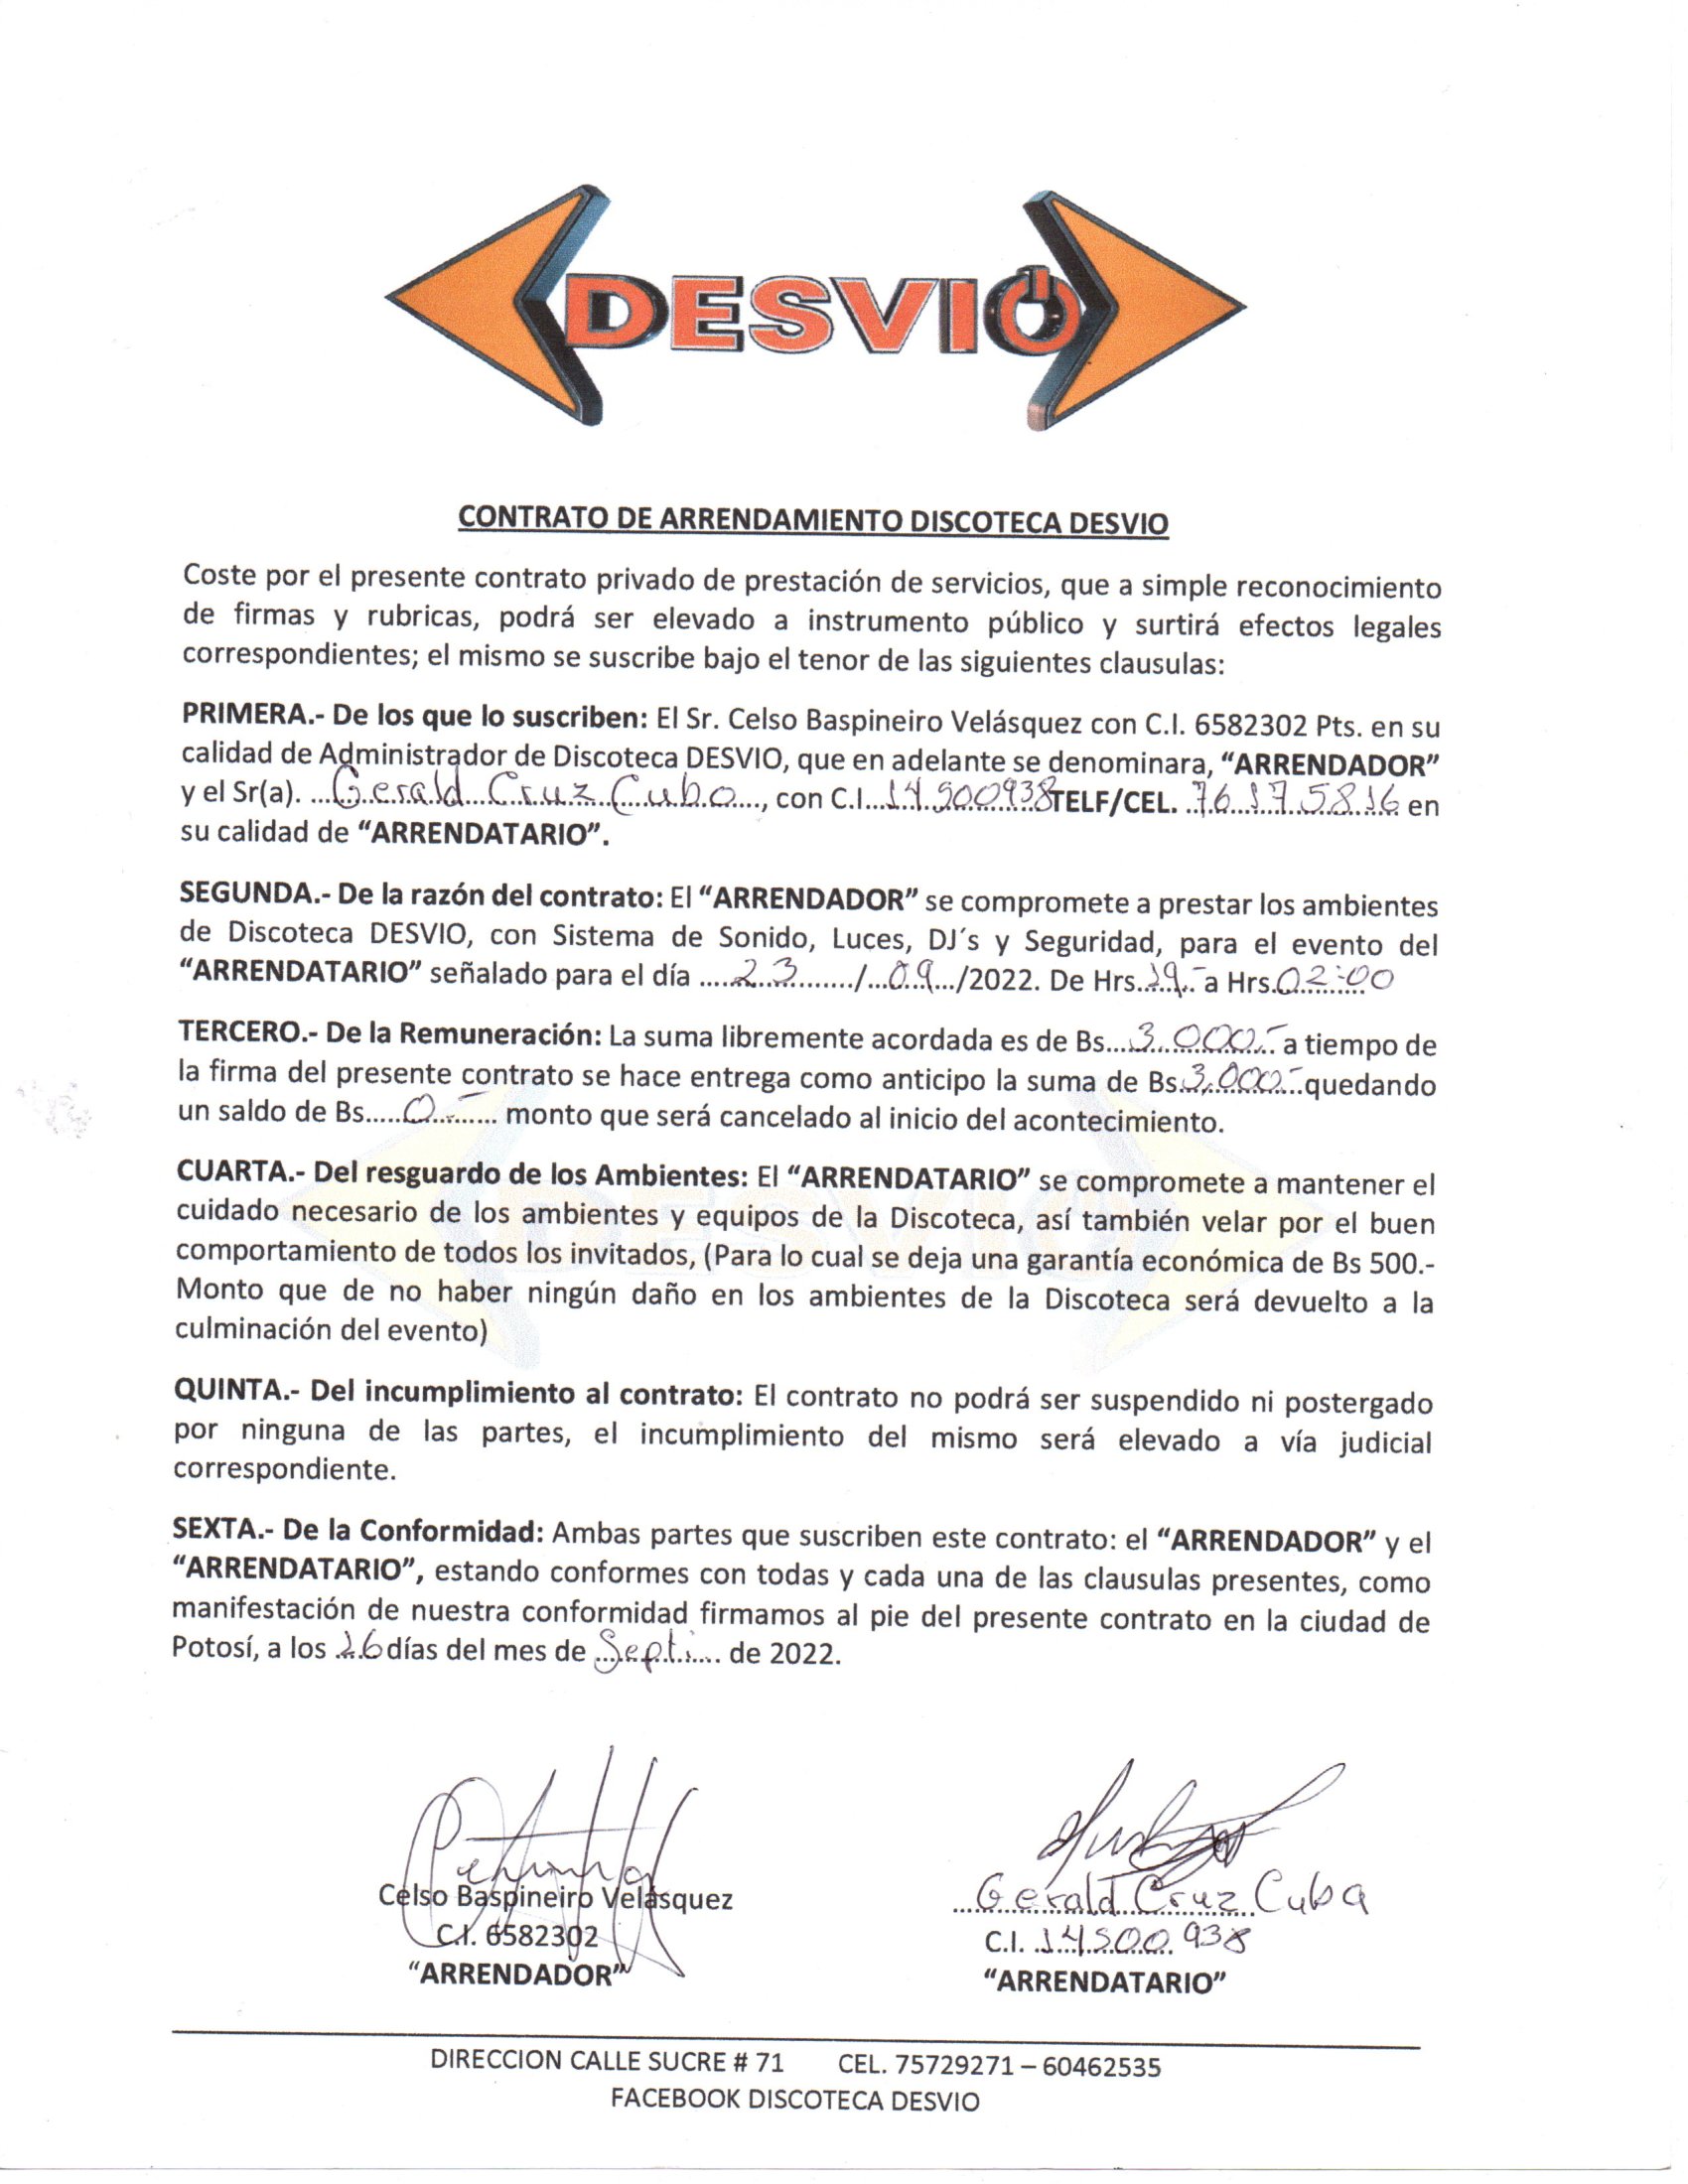 DESVIO
CONTRATO DE ARRENDAMIENTO DISCOTECA DESVIO
Coste por el presente contrato privado de prestación de servicios, que a simple reconocimiento
de firmas y rubricas, podrá ser elevado a instrumento público y surtirá efectos legales
correspondientes; el mismo se suscribe bajo el tenor de las siguientes clausulas:
PRIMERA.- De los que lo suscriben: El Sr. Celso Baspineiro Velásquez con C.I. 6582302 Pts. en su
calidad de Administrador de Discoteca DESVIO, que en adelante se denominara, “ARRENDADOR”
y el Sr(a). ...Gerald Cruz Cuba..., con C.I...14500938 TELF/CEL. 76175816 en
su calidad de “ARRENDATARIO”.
SEGUNDA.- De la razón del contrato: El “ARRENDADOR” se compromete a prestar los ambientes
de Discoteca DESVIO, con Sistema de Sonido, Luces, DJ´s y Seguridad, para el evento del
“ARRENDATARIO” señalado para el día .....23........../...09.../2022. De Hrs..19.- a Hrs.02:00
TERCERO.- De la Remuneración: La suma libremente acordada es de Bs...3.000.- a tiempo de
la firma del presente contrato se hace entrega como anticipo la suma de Bs.3,000.-quedando
un saldo de Bs.....0.-...... monto que será cancelado al inicio del acontecimiento.
CUARTA.- Del resguardo de los Ambientes: El “ARRENDATARIO” se compromete a mantener el
cuidado necesario de los ambientes y equipos de la Discoteca, así también velar por el buen
comportamiento de todos los invitados, (Para lo cual se deja una garantía económica de Bs 500.-
Monto que de no haber ningún daño en los ambientes de la Discoteca será devuelto a la
culminación del evento)
QUINTA.- Del incumplimiento al contrato: El contrato no podrá ser suspendido ni postergado
por ninguna de las partes, el incumplimiento del mismo será elevado a vía judicial
correspondiente.
SEXTA.- De la Conformidad: Ambas partes que suscriben este contrato: el “ARRENDADOR” y el
“ARRENDATARIO”, estando conformes con todas y cada una de las clausulas presentes, como
manifestación de nuestra conformidad firmamos al pie del presente contrato en la ciudad de
Potosí, a los 16 días del mes de Septi..... de 2022.
Celso Baspineiro Velásquez
C.I. 6582302
“ARRENDADOR”
Gerald Cruz Cuba
C.I. 14500938
“ARRENDATARIO”
DIRECCION CALLE SUCRE # 71 CEL. 75729271 – 60462535
FACEBOOK DISCOTECA DESVIO